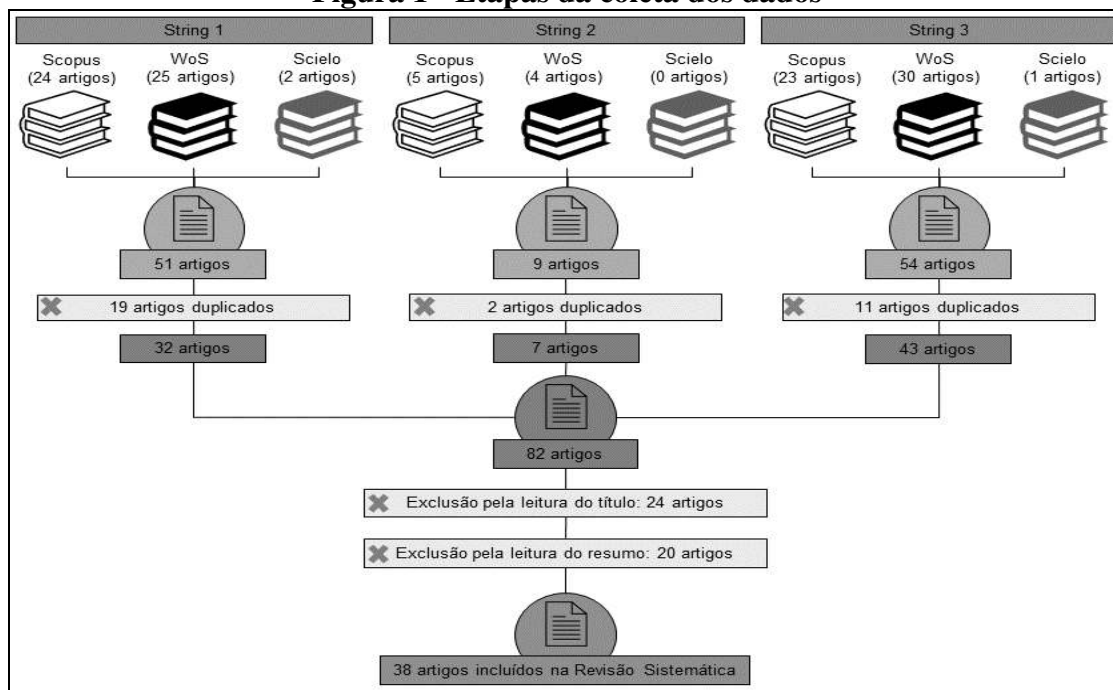 Figura 1 - Etapas da coleta dos dados
String 1
String 2
String 3
Scopus
(24 artigos)
WoS
(25 artigos)
Scielo
(2 artigos)
Scopus
(5 artigos)
WoS
(4 artigos)
Scielo
(0 artigos)
Scopus
(23 artigos)
WoS
(30 artigos)
Scielo
(1 artigo)
51 artigos
9 artigos
54 artigos
19 artigos duplicados
2 artigos duplicados
11 artigos duplicados
32 artigos
7 artigos
43 artigos
82 artigos
Exclusão pela leitura do título: 24 artigos
Exclusão pela leitura do resumo: 20 artigos
38 artigos incluídos na Revisão Sistemática